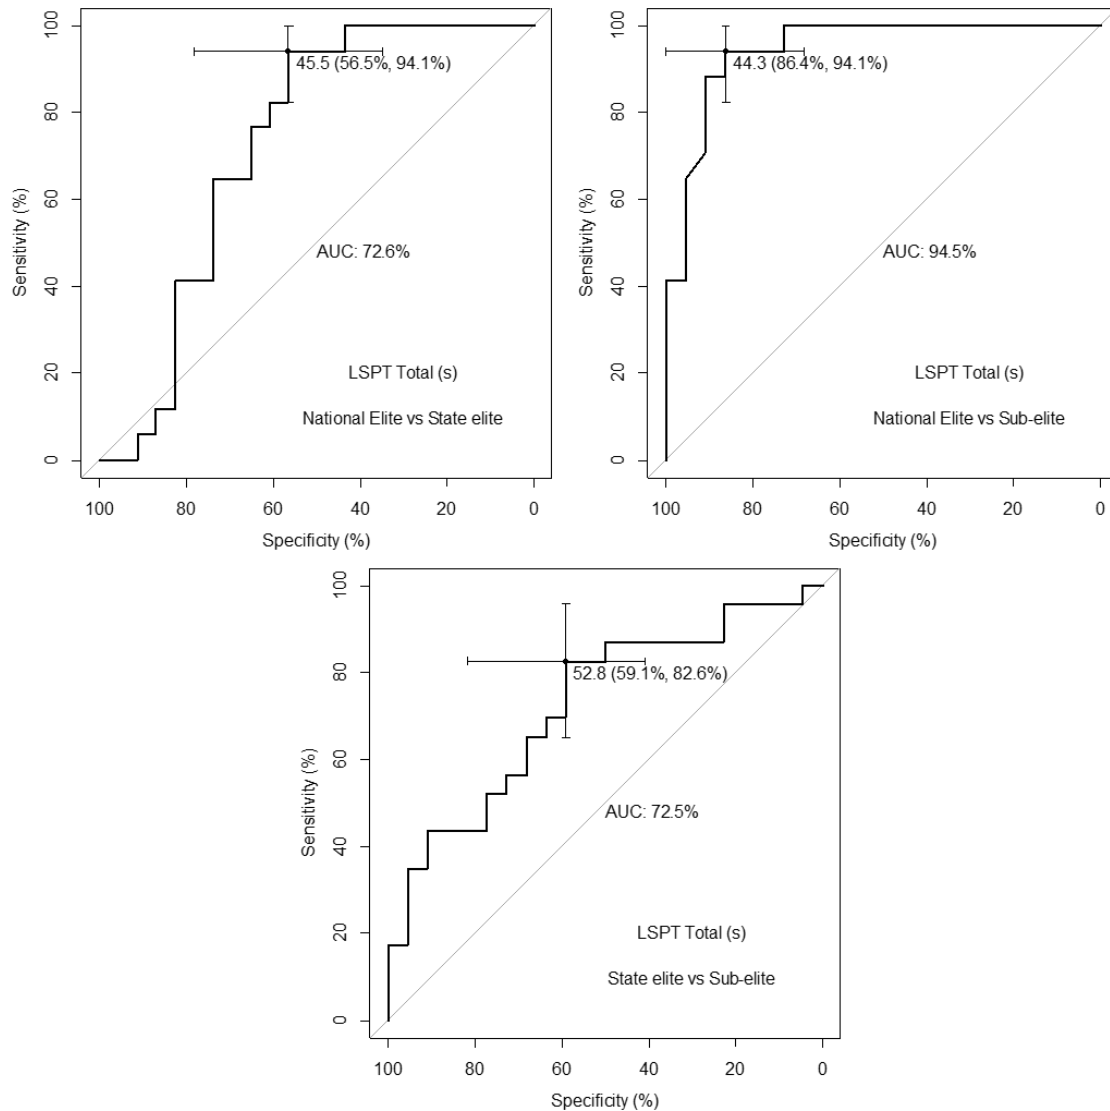 100
80
60
40
20
0
Sensitivity (%)
45.5 (56.5%, 94.1%)
AUC: 72.6%
LSPT Total (s)
National Elite vs State elite
100 80 60 40 20 0
Specificity (%)
100
80
60
40
20
0
Sensitivity (%)
44.3 (86.4%, 94.1%)
AUC: 94.5%
LSPT Total (s)
National Elite vs Sub-elite
100 80 60 40 20 0
Specificity (%)
100
80
60
40
20
0
Sensitivity (%)
52.8 (59.1%, 82.6%)
AUC: 72.5%
LSPT Total (s)
State elite vs Sub-elite
100 80 60 40 20 0
Specificity (%)